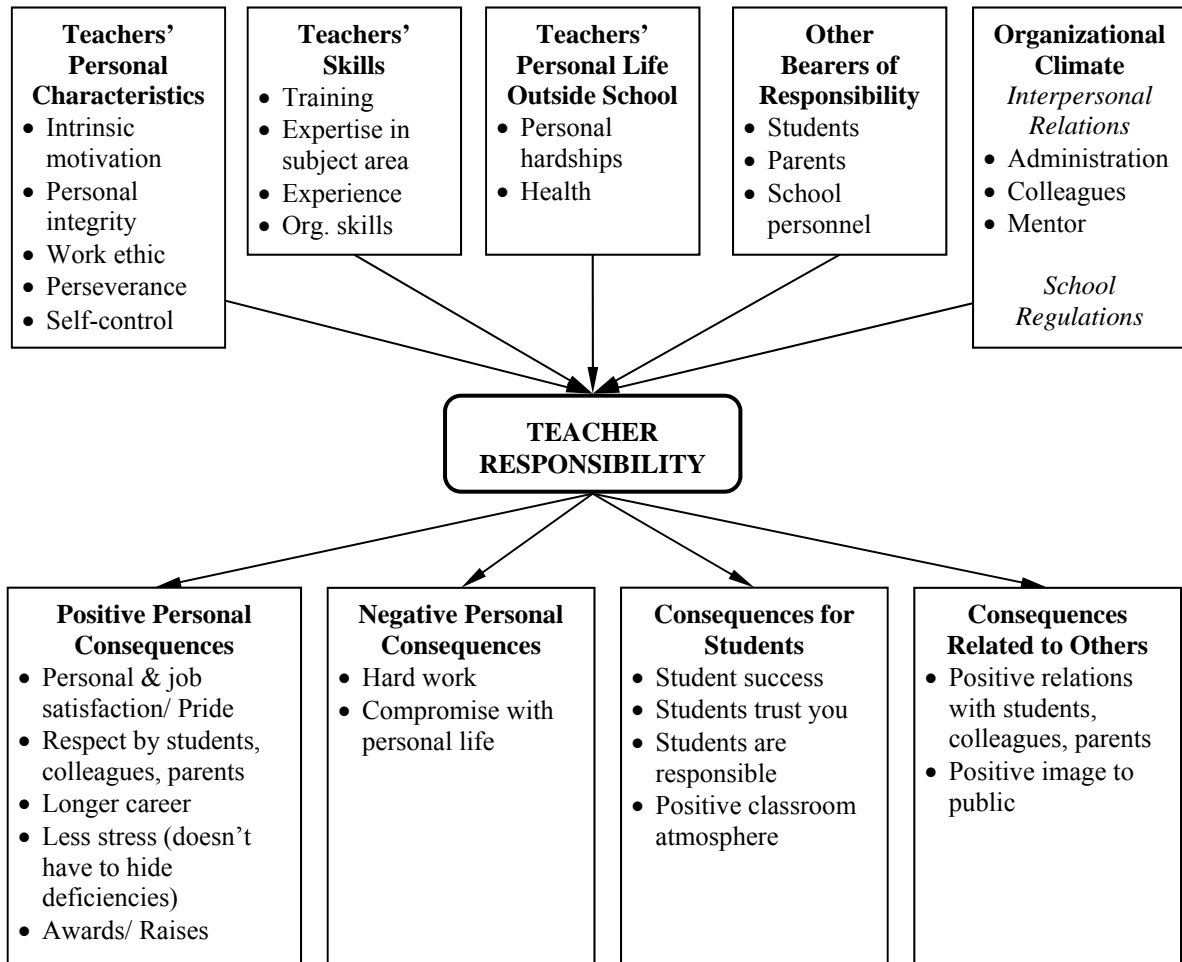 Teachers’
Personal
Characteristics
• Intrinsic
motivation
• Personal
integrity
• Work ethic
• Perseverance
• Self-control
Teachers’
Skills
• Training
• Expertise in
subject area
• Experience
• Org. skills
Teachers’
Personal Life
Outside School
• Personal
hardships
• Health
Other
Bearers of
Responsibility
• Students
• Parents
• School
personnel
Organizational
Climate
Interpersonal
Relations
• Administration
• Colleagues
• Mentor
School
Regulations
TEACHER
RESPONSIBILITY
Positive Personal
Consequences
• Personal & job
satisfaction/ Pride
• Respect by students,
colleagues, parents
• Longer career
• Less stress (doesn’t
have to hide
deficiencies)
• Awards/ Raises
Negative Personal
Consequences
• Hard work
• Compromise with
personal life
Consequences for
Students
• Student success
• Students trust you
• Students are
responsible
• Positive classroom
atmosphere
Consequences
Related to Others
• Positive relations
with students,
colleagues, parents
• Positive image to
public